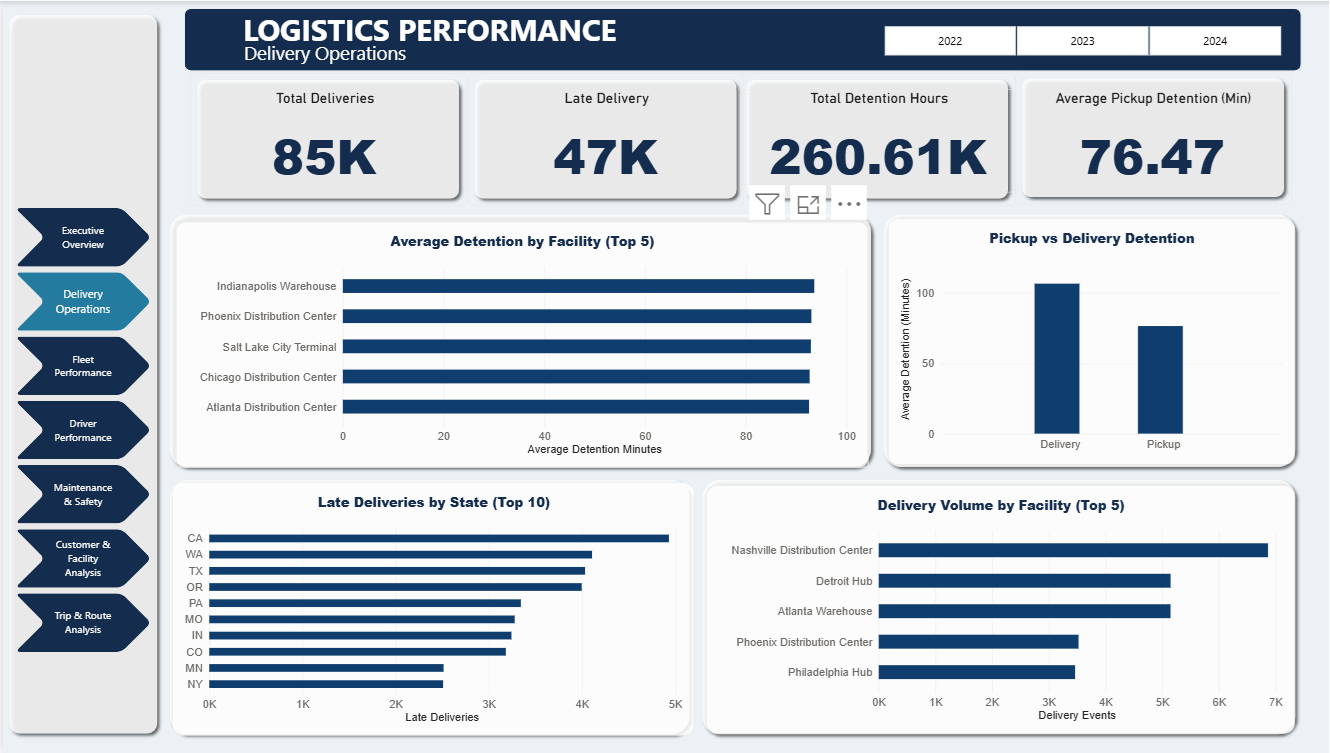 LOGISTICS PERFORMANCE
Delivery Operations
2022
2023
2024
Total Deliveries
85K
Late Delivery
47K
Total Detention Hours
260.61K
Average Pickup Detention (Min)
76.47
Executive
Overview
Delivery
Operations
Fleet
Performance
Driver
Performance
Maintenance
& Safety
Customer &
Facility
Analysis
Trip & Route
Analysis
Average Detention by Facility (Top 5)
Indianapolis Warehouse
Phoenix Distribution Center
Salt Lake City Terminal
Chicago Distribution Center
Atlanta Distribution Center
0 20 40 60 80 100
Average Detention Minutes
Pickup vs Delivery Detention
Average Detention (Minutes)
100
50
0
Delivery Pickup
Late Deliveries by State (Top 10)
CA
WA
TX
OR
PA
MO
IN
CO
MN
NY
0K 1K 2K 3K 4K 5K
Late Deliveries
Delivery Volume by Facility (Top 5)
Nashville Distribution Center
Detroit Hub
Atlanta Warehouse
Phoenix Distribution Center
Philadelphia Hub
0K 1K 2K 3K 4K 5K 6K 7K
Delivery Events